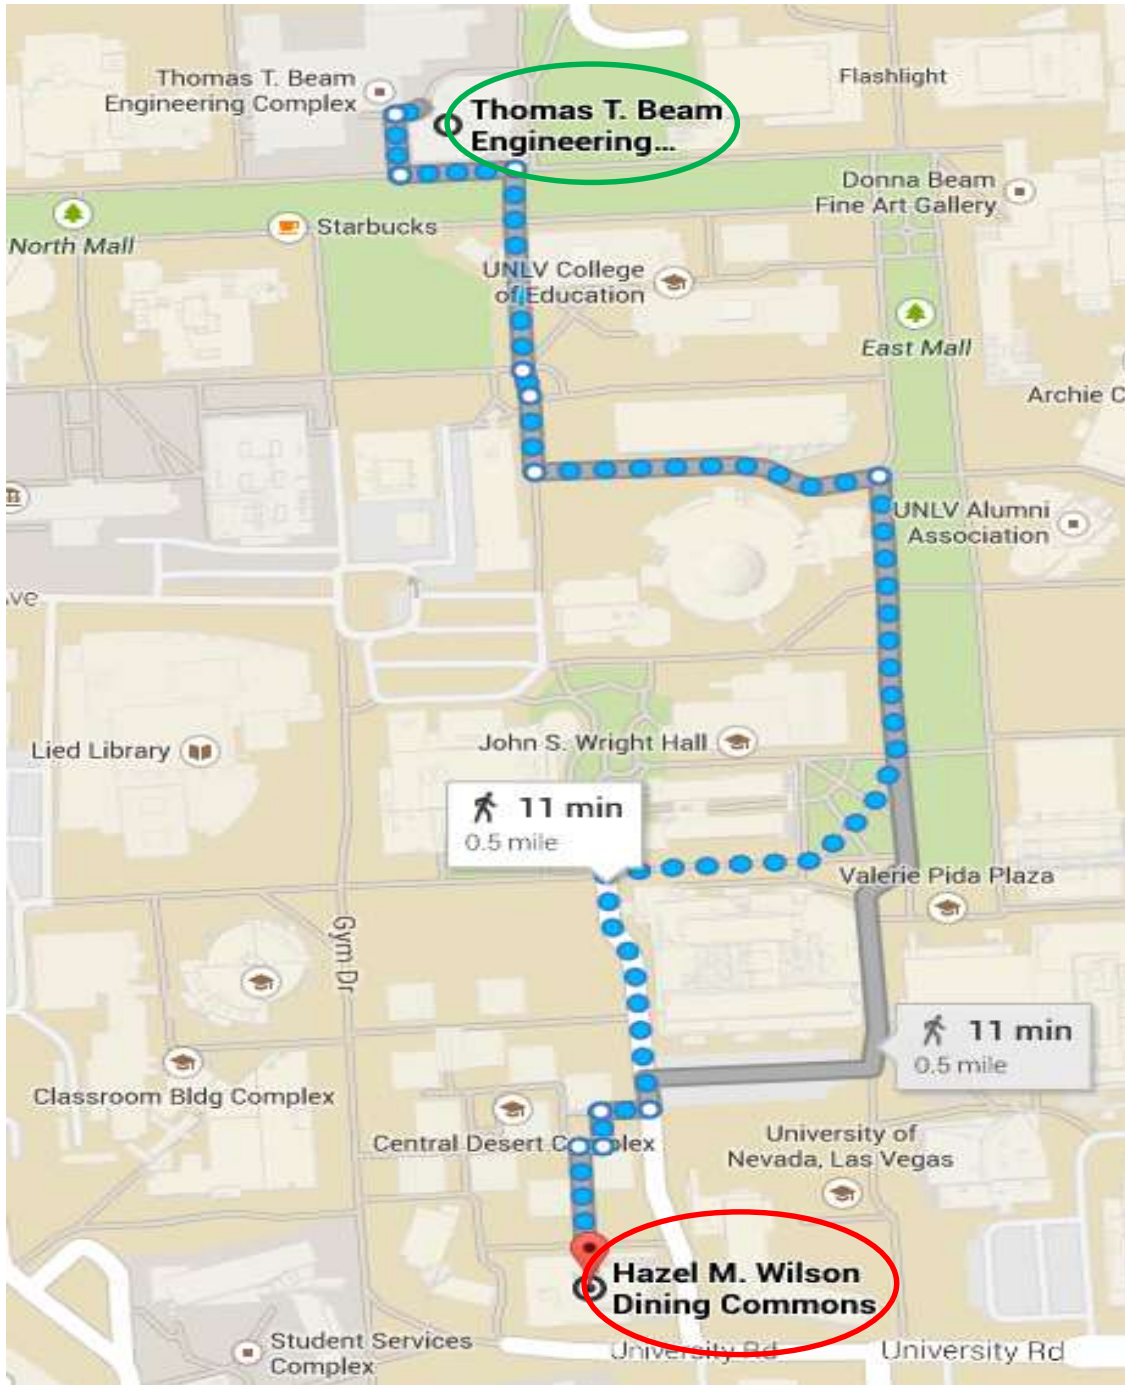 Thomas T. Beam
Engineering Complex
Thomas T. Beam
Engineering...
Flashlight
Donna Beam
Fine Art Gallery
North Mall
Starbucks
UNLV College
of Education
East Mall
Archie C
UNLV Alumni
Association
ve
Lied Library
John S. Wright Hall
11 min
0.5 mile
Valerie Pida Plaza
Gym Dr
11 min
0.5 mile
Classroom Bldg Complex
Central Desert Complex
University of
Nevada, Las Vegas
Hazel M. Wilson
Dining Commons
Student Services
Complex
University Rd
University Rd